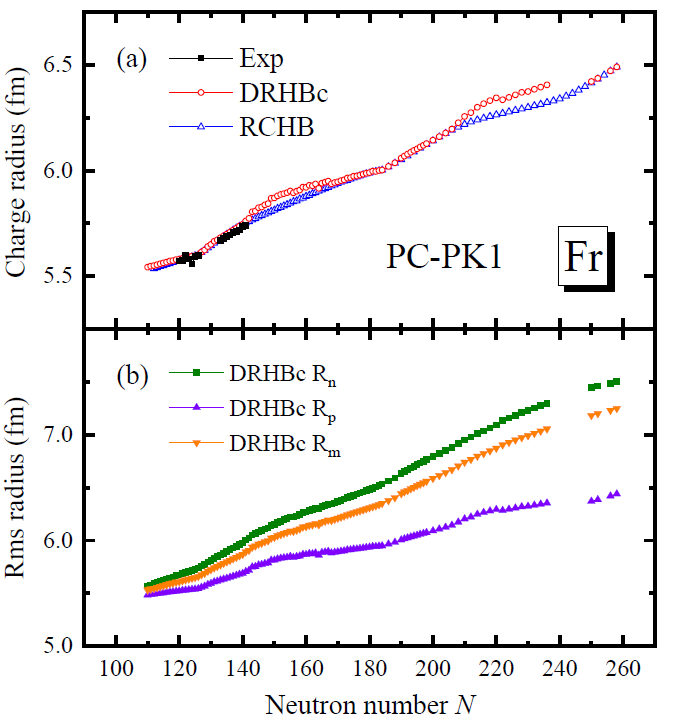 (a)
Exp
DRHBc
RCHB
PC-PK1
Fr
Charge radius (fm)
6.5
6.0
5.5
(b)
DRHBc Rn
DRHBc Rp
DRHBc Rm
Rms radius (fm)
7.0
6.0
5.0
100 120 140 160 180 200 220 240 260
Neutron number N